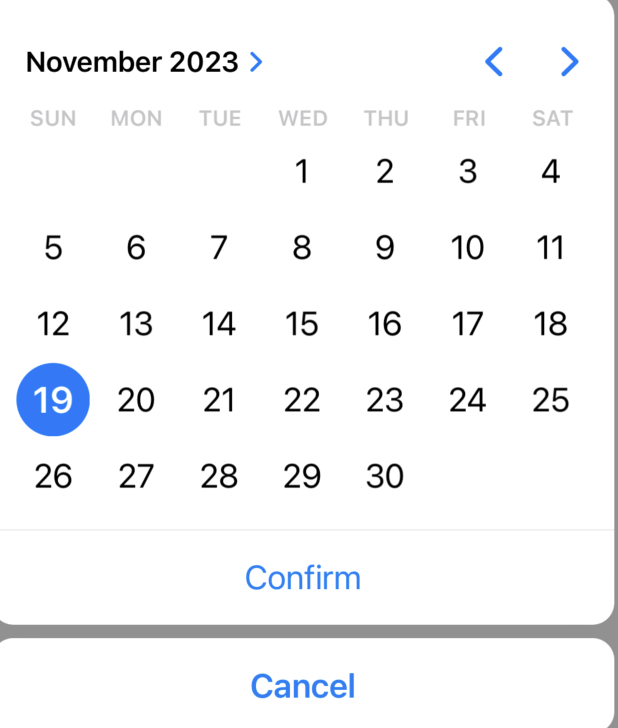 November 2023
SUN MON TUE WED THU FRI SAT
1 2 3 4
5 6 7 8 9 10 11
12 13 14 15 16 17 18
19 20 21 22 23 24 25
26 27 28 29 30
Confirm
Cancel